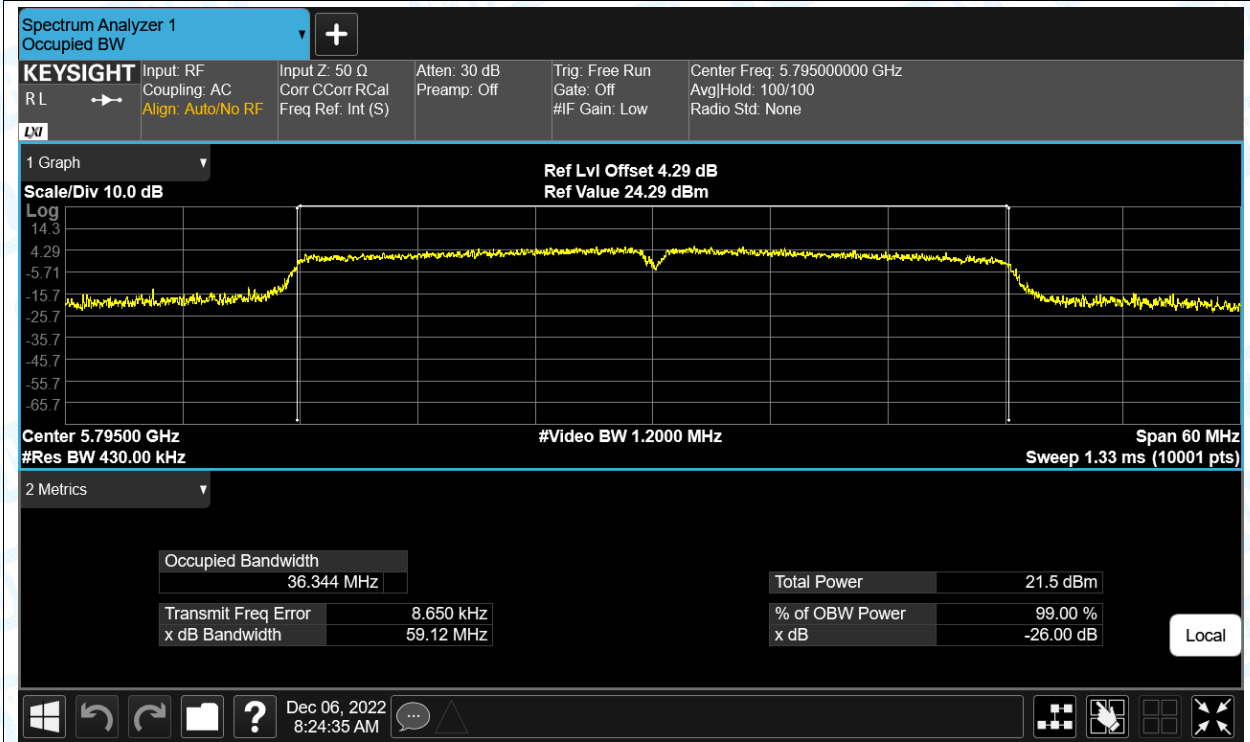 Spectrum Analyzer 1
Occupied BW
KEYSIGHT
R L
LXI
Input: RF
Coupling: AC
Align: Auto/No RF
Input Z: 50 Ω
Corr CCorr RCal
Freq Ref: Int (S)
Atten: 30 dB
Preamp: Off
Trig: Free Run
Gate: Off
#IF Gain: Low
Center Freq: 5.795000000 GHz
Avg|Hold: 100/100
Radio Std: None
1 Graph
Scale/Div 10.0 dB
Ref Lvl Offset 4.29 dB
Ref Value 24.29 dBm
Log
14.3
4.29
-5.71
-15.7
-25.7
-35.7
-45.7
-55.7
-65.7
Center 5.79500 GHz
#Video BW 1.2000 MHz
Span 60 MHz
#Res BW 430.00 kHz
Sweep 1.33 ms (10001 pts)
2 Metrics
Occupied Bandwidth
36.344 MHz
Transmit Freq Error 8.650 kHz
x dB Bandwidth 59.12 MHz
Total Power 21.5 dBm
% of OBW Power 99.00 %
x dB -26.00 dB
Local
?
Dec 06, 2022
8:24:35 AM